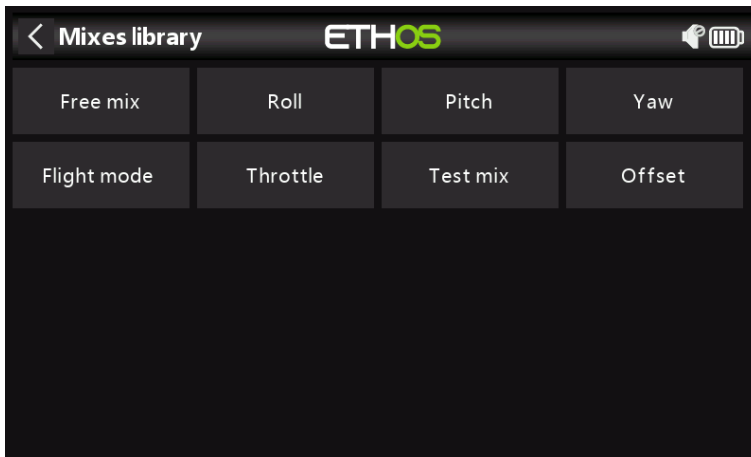 Mixes library ETHOS
Free mix Roll Pitch Yaw
Flight mode Throttle Test mix Offset